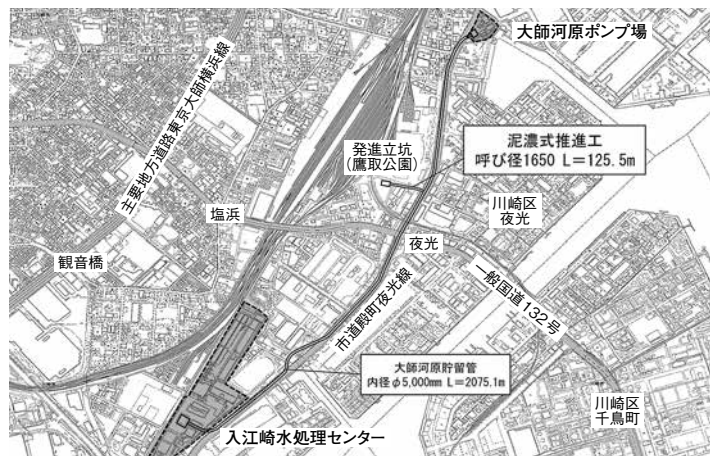 大師河原ポンプ場
主要地方道路東京大師横浜線
発進立坑
(鷹取公園)
泥濃式推進工
呼び径1650 L=125.5m
川崎区
夜光
塩浜
夜光
観音橋
一般国道132号
市道殿町夜光線
大師河原貯留管
内径φ5,000mm L=2075.1m
川崎区
千鳥町
入江崎水処理センター